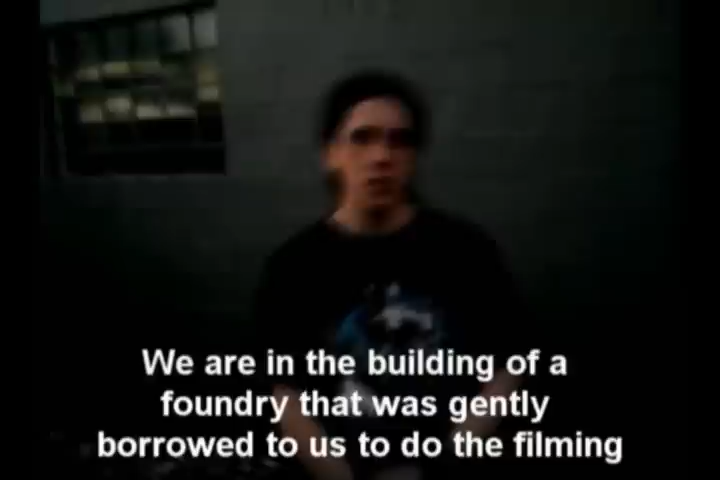 We are in the building of a
foundry that was gently
borrowed to us to do the filming